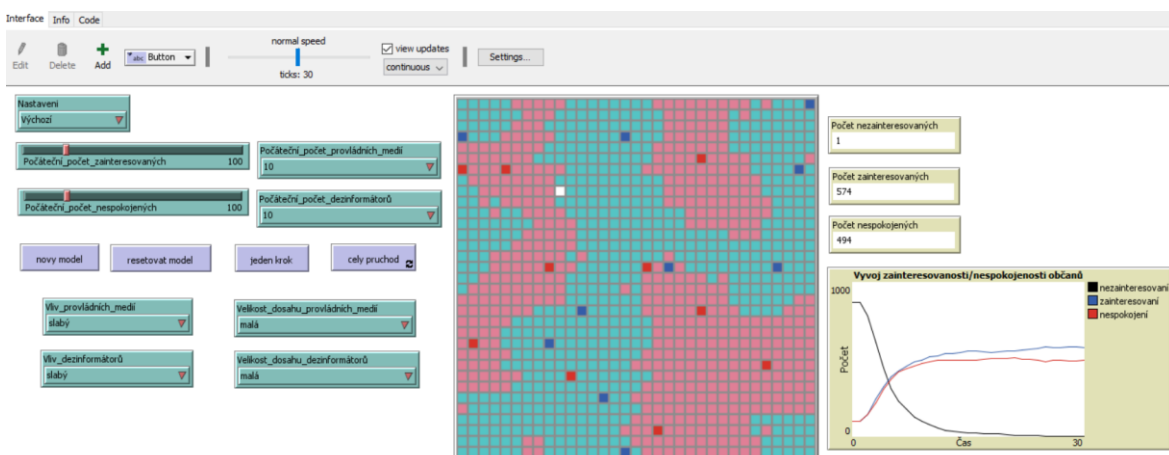 Interface Info Code
normal speed
Edit Delete Add Button view updates
ticks: 30 continuous Settings...
Nastaveni
Výchozí
Počáteční_počet_zainteresovaných 100
Počáteční_počet_provládních_medií
10
Počáteční_počet_nespokojených 100
Počáteční_počet_dezinformátorů
10
novy model resetovat model jeden krok cely pruchod
Vliv_provládních_medií
slabý
Velikost_dosahu_provládních_medií
malá
Vliv_dezinformátorů
slabý
Velikost_dosahu_dezinformátorů
malá
Počet nezainteresovaných
1
Počet zainteresovaných
574
Počet nespokojených
494
Vyvoj zainteresovanosti/nespokojenosti občanů
1000
Počet
0
0 Čas 30
nezainteresovaní
zainteresovaní
nespokojení